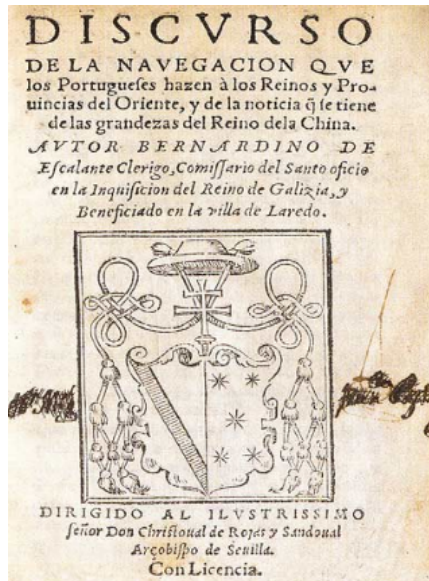 DISCVRSO
DE LA NAVEGACION QVE
los Portugueſes hazen à los Reinos y Pro-
uincias del Oriente, y de la noticia q̃ ſe tiene
de las grandezas del Reino dela China.
AVTOR BERNARDINO DE
Eſcalante Clerigo, Comiſſario del Santo oficio
en la Inquiſicion del Reino de Galizia, y
Beneficiado en la villa de Laredo.
DIRIGIDO AL ILVSTRISSIMO
ſeñor Don Chriſtoual de Rojas y Sandoual
Arçobiſpo de Seuilla.
Con Licencia.